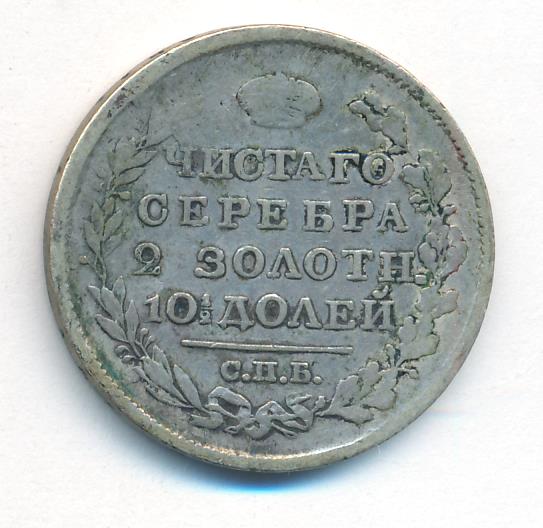 ЧИСТАГО
СЕРЕБРА
2 ЗОЛОТН.
10½ ДОЛЕЙ
С.П.Б.